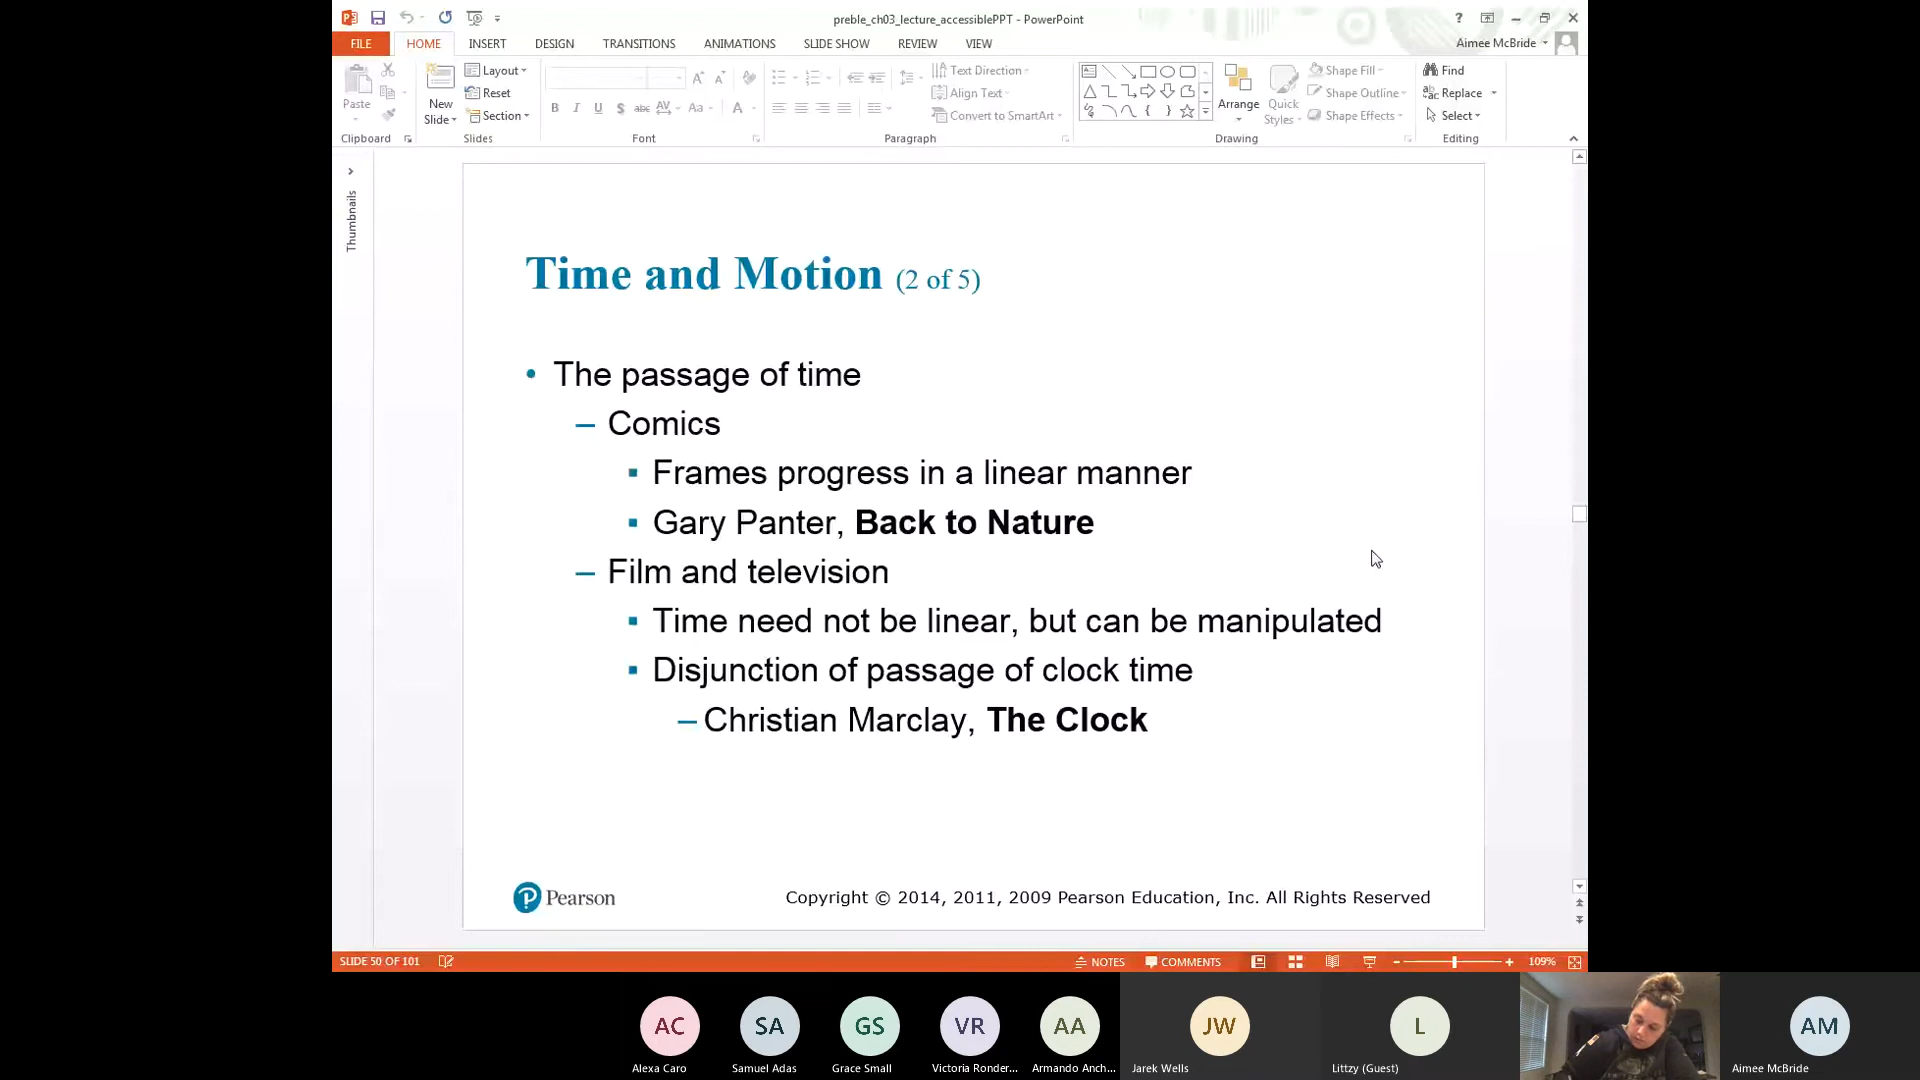 preble_ch03_lecture_accessiblePPT - PowerPoint
FILE HOME INSERT DESIGN TRANSITIONS ANIMATIONS SLIDE SHOW REVIEW VIEW Aimee McBride
Paste
Clipboard
New Slide
Layout
Reset
Section
Slides
B I U S abc AV Aa A
Font
Text Direction
Align Text
Convert to SmartArt
Paragraph
Arrange
Quick Styles
Shape Fill
Shape Outline
Shape Effects
Drawing
Find
Replace
Select
Editing
Thumbnails
Time and Motion (2 of 5)
• The passage of time
– Comics
▪ Frames progress in a linear manner
▪ Gary Panter, Back to Nature
– Film and television
▪ Time need not be linear, but can be manipulated
▪ Disjunction of passage of clock time
– Christian Marclay, The Clock
Pearson
Copyright © 2014, 2011, 2009 Pearson Education, Inc. All Rights Reserved
SLIDE 50 OF 101 NOTES COMMENTS 109%
AC SA GS VR AA JW L AM
Alexa Caro Samuel Adas Grace Small Victoria Ronder... Armando Anch... Jarek Wells Littzy (Guest) Aimee McBride